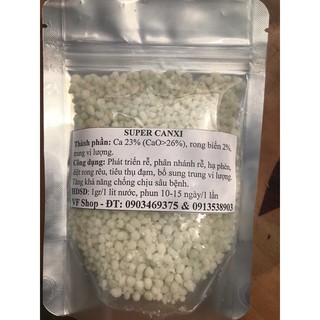 SUPER CANXI
Thành phần: Ca 23% (CaO>26%), rong biển 2%,
trung vi lượng.
Công dụng: Phát triển rễ, phân nhánh rễ, hạ phèn,
diệt rong rêu, tiêu thụ đạm, bổ sung trung vi lượng.
Tăng khả năng chống chịu sâu bệnh.
HDSD: 1gr/1 lít nước, phun 10-15 ngày/1 lần
VF Shop - ĐT: 0903469375 & 0913538903